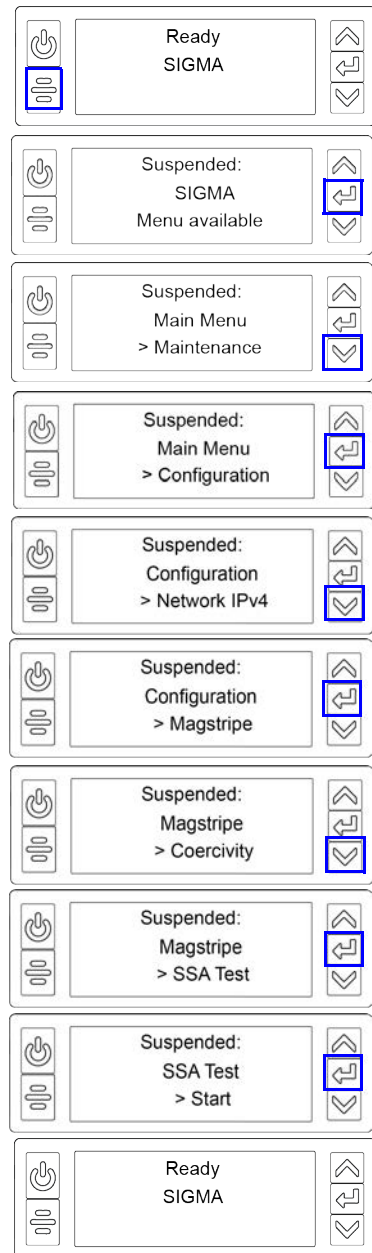 Ready
SIGMA
Suspended:
SIGMA
Menu available
Suspended:
Main Menu
> Maintenance
Suspended:
Main Menu
> Configuration
Suspended:
Configuration
> Network IPv4
Suspended:
Configuration
> Magstripe
Suspended:
Magstripe
> Coercivity
Suspended:
Magstripe
> SSA Test
Suspended:
SSA Test
> Start
Ready
SIGMA